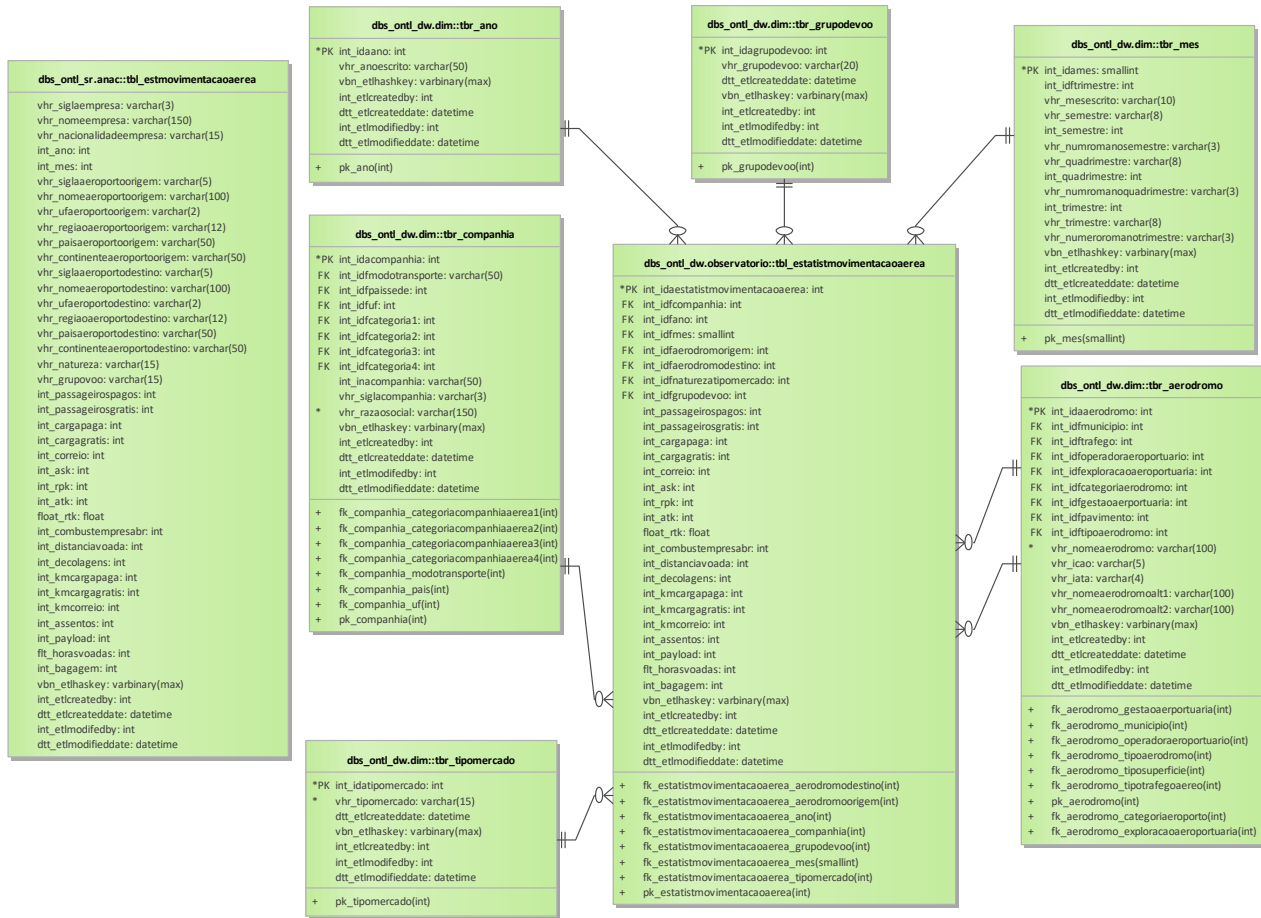 dbs_ontl_sr.anac::tbl_estmovimentacaoaerea
vhr_siglaempresa: varchar(3)
vhr_nomeempresa: varchar(150)
vhr_nacionalidadeempresa: varchar(15)
int_ano: int
int_mes: int
vhr_siglaaeroportoorigem: varchar(5)
vhr_nomeaeroportoorigem: varchar(100)
vhr_ufaeroportoorigem: varchar(2)
vhr_regiaoaeroportoorigem: varchar(12)
vhr_paisaeroportoorigem: varchar(50)
vhr_continenteaeroportoorigem: varchar(50)
vhr_siglaaeroportodestino: varchar(5)
vhr_nomeaeroportodestino: varchar(100)
vhr_ufaeroportodestino: varchar(2)
vhr_regiaoaeroportodestino: varchar(12)
vhr_paisaeroportodestino: varchar(50)
vhr_continenteaeroportodestino: varchar(50)
vhr_natureza: varchar(15)
vhr_grupovoo: varchar(15)
int_passageirospagos: int
int_passageirosgratis: int
int_cargapaga: int
int_cargagratis: int
int_correio: int
int_ask: int
int_rpk: int
int_atk: int
float_rtk: float
int_combustempresabr: int
int_distanciavoada: int
int_decolagens: int
int_kmcargapaga: int
int_kmcargagratis: int
int_kmcorreio: int
int_assentos: int
int_payload: int
flt_horasvoadas: int
int_bagagem: int
vbn_etlhaskey: varbinary(max)
int_etlcreatedby: int
dtt_etlcreateddate: datetime
int_etlmodifedby: int
dtt_etlmodifieddate: datetime
dbs_ontl_dw.dim::tbr_ano
*PK int_idaano: int
vhr_anoescrito: varchar(50)
vbn_etlhashkey: varbinary(max)
int_etlcreatedby: int
dtt_etlcreateddate: datetime
int_etlmodifiedby: int
dtt_etlmodifieddate: datetime
+ pk_ano(int)
dbs_ontl_dw.dim::tbr_companhia
*PK int_idacompanhia: int
FK int_idfmodotransporte: varchar(50)
FK int_idfpaissede: int
FK int_idfuf: int
FK int_idfcategoria1: int
FK int_idfcategoria2: int
FK int_idfcategoria3: int
FK int_idfcategoria4: int
int_inacompanhia: varchar(50)
vhr_siglacompanhia: varchar(3)
* vhr_razaosocial: varchar(150)
vbn_etlhaskey: varbinary(max)
int_etlcreatedby: int
dtt_etlcreateddate: datetime
int_etlmodifedby: int
dtt_etlmodifieddate: datetime
+ fk_companhia_categoriacompanhiaaerea1(int)
+ fk_companhia_categoriacompanhiaaerea2(int)
+ fk_companhia_categoriacompanhiaaerea3(int)
+ fk_companhia_categoriacompanhiaaerea4(int)
+ fk_companhia_modotransporte(int)
+ fk_companhia_pais(int)
+ fk_companhia_uf(int)
+ pk_companhia(int)
dbs_ontl_dw.dim::tbr_tipomercado
*PK int_idatipomercado: int
* vhr_tipomercado: varchar(15)
dtt_etlcreateddate: datetime
vbn_etlhaskey: varbinary(max)
int_etlcreatedby: int
int_etlmodifedby: int
dtt_etlmodifieddate: datetime
+ pk_tipomercado(int)
dbs_ontl_dw.dim::tbr_grupodevoo
*PK int_idagrupodevoo: int
vhr_grupodevoo: varchar(20)
dtt_etlcreateddate: datetime
vbn_etlhaskey: varbinary(max)
int_etlcreatedby: int
int_etlmodifedby: int
dtt_etlmodifieddate: datetime
+ pk_grupodevoo(int)
dbs_ontl_dw.observatorio::tbl_estatistmovimentacaoaerea
*PK int_idaestatistmovimentacaoaerea: int
FK int_idfcompanhia: int
FK int_idfano: int
FK int_idfmes: smallint
FK int_idfaerodromorigem: int
FK int_idfaerodromodestino: int
FK int_idfnaturezatipomercado: int
FK int_idfgrupodevoo: int
int_passageirospagos: int
int_passageirosgratis: int
int_cargapaga: int
int_cargagratis: int
int_correio: int
int_ask: int
int_rpk: int
int_atk: int
float_rtk: float
int_combustempresabr: int
int_distanciavoada: int
int_decolagens: int
int_kmcargapaga: int
int_kmcargagratis: int
int_kmcorreio: int
int_assentos: int
int_payload: int
flt_horasvoadas: int
int_bagagem: int
vbn_etlhaskey: varbinary(max)
int_etlcreatedby: int
dtt_etlcreateddate: datetime
int_etlmodifedby: int
dtt_etlmodifieddate: datetime
+ fk_estatistmovimentacaoaerea_aerodromodestino(int)
+ fk_estatistmovimentacaoaerea_aerodromoorigem(int)
+ fk_estatistmovimentacaoaerea_ano(int)
+ fk_estatistmovimentacaoaerea_companhia(int)
+ fk_estatistmovimentacaoaerea_grupodevoo(int)
+ fk_estatistmovimentacaoaerea_mes(smallint)
+ fk_estatistmovimentacaoaerea_tipomercado(int)
+ pk_estatistmovimentacaoaerea(int)
dbs_ontl_dw.dim::tbr_mes
*PK int_idames: smallint
int_idftrimestre: int
vhr_mesescrito: varchar(10)
vhr_semestre: varchar(8)
int_semestre: int
vhr_numromanosemestre: varchar(3)
vhr_quadrimestre: varchar(8)
int_quadrimestre: int
vhr_numromanoquadrimestre: varchar(3)
int_trimestre: int
vhr_trimestre: varchar(8)
vhr_numeroromanotrimestre: varchar(3)
vbn_etlhashkey: varbinary(max)
int_etlcreatedby: int
dtt_etlcreateddate: datetime
int_etlmodifiedby: int
dtt_etlmodifieddate: datetime
+ pk_mes(smallint)
dbs_ontl_dw.dim::tbr_aerodromo
*PK int_idaaerodromo: int
FK int_idfmunicipio: int
FK int_idftrafego: int
FK int_idfoperadoraeroportuario: int
FK int_idfexploracaoaeroportuaria: int
FK int_idfcategoriaerodromo: int
FK int_idfgestaoaerportuaria: int
FK int_idfpavimento: int
FK int_idftipoaerodromo: int
* vhr_nomeaerodromo: varchar(100)
vhr_icao: varchar(5)
vhr_iata: varchar(4)
vhr_nomeaerodromoalt1: varchar(100)
vhr_nomeaerodromoalt2: varchar(100)
vbn_etlhaskey: varbinary(max)
int_etlcreatedby: int
dtt_etlcreateddate: datetime
int_etlmodifedby: int
dtt_etlmodifieddate: datetime
+ fk_aerodromo_gestaoaerportuaria(int)
+ fk_aerodromo_municipio(int)
+ fk_aerodromo_operadoraeroportuario(int)
+ fk_aerodromo_tipoaerodromo(int)
+ fk_aerodromo_tiposuperficie(int)
+ fk_aerodromo_tipotrafegoaereo(int)
+ pk_aerodromo(int)
+ fk_aerodromo_categoriaeroporto(int)
+ fk_aerodromo_exploracaoaeroportuaria(int)